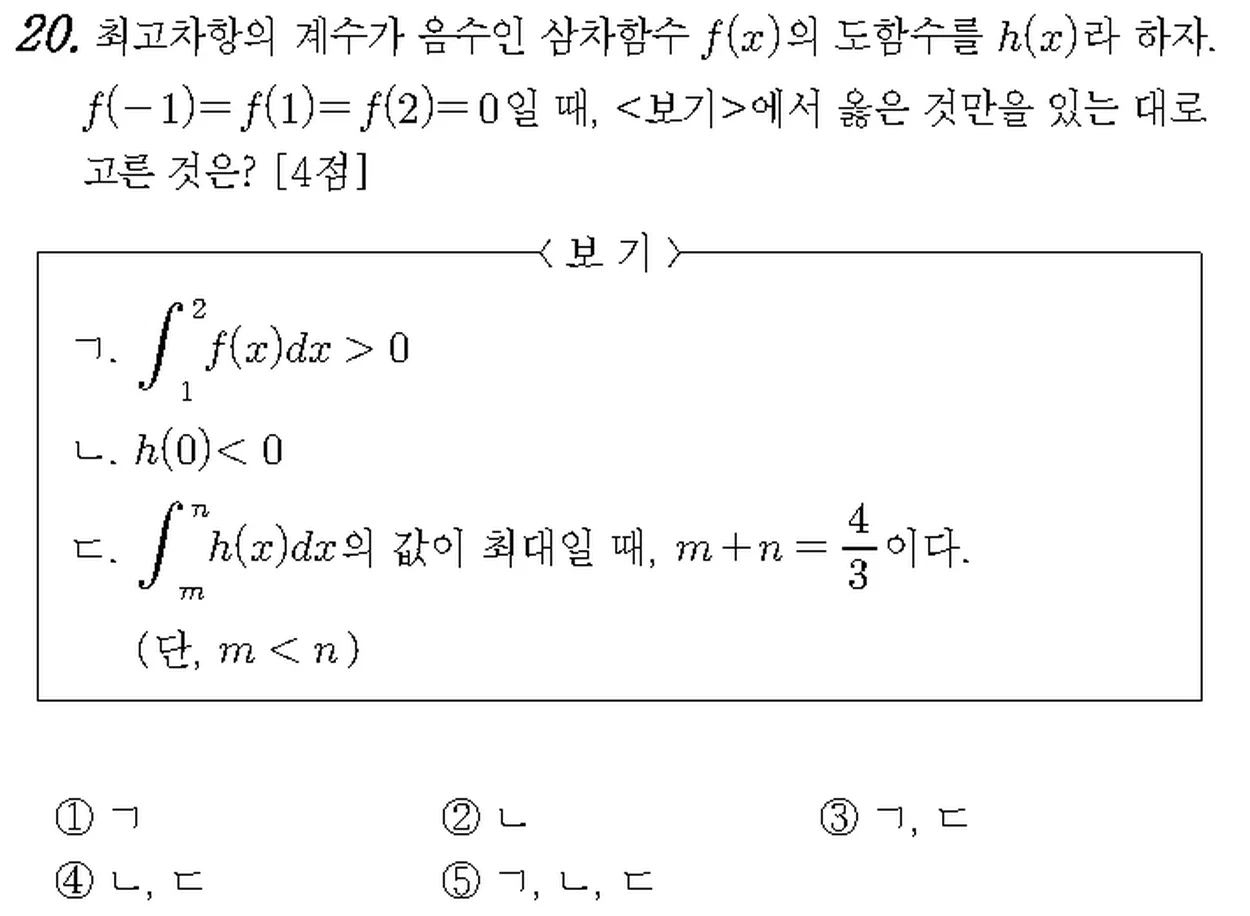 20. 최고차항의 계수가 음수인 삼차함수 f(x)의 도함수를 h(x)라 하자.
f(−1)=f(1)=f(2)=0일 때, <보기>에서 옳은 것만을 있는 대로
고른 것은? [4점]
〈 보 기 〉
ㄱ. ∫₁² f(x)dx > 0
ㄴ. h(0)< 0
ㄷ. ∫ₘⁿ h(x)dx의 값이 최대일 때, m+n = 4/3 이다.
(단, m < n)
① ㄱ ② ㄴ ③ ㄱ, ㄷ
④ ㄴ, ㄷ ⑤ ㄱ, ㄴ, ㄷ